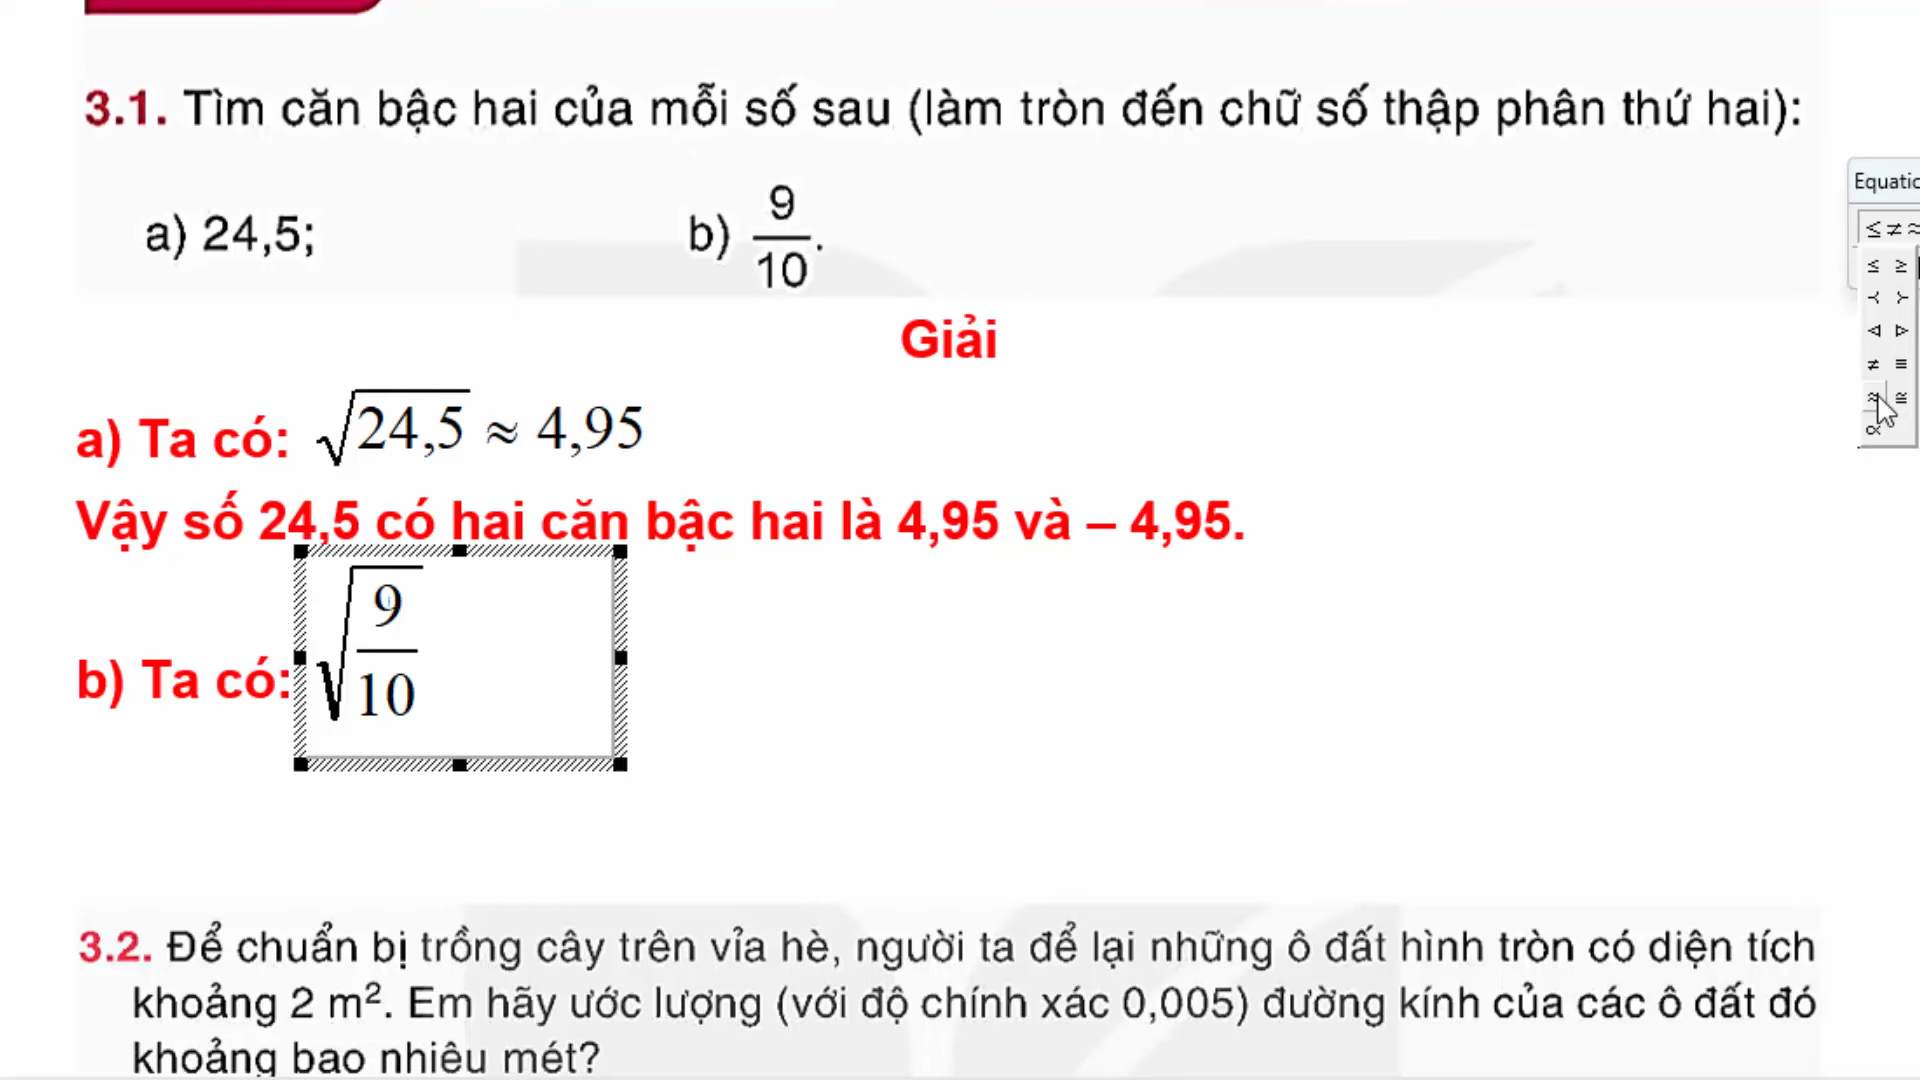 3.1. Tìm căn bậc hai của mỗi số sau (làm tròn đến chữ số thập phân thứ hai):
a) 24,5; b) 9/10.
Equatio
≤ ≠ ≈
≤ ≥
≺ ≻
⊲ ⊳
≠ ≡
≈ ≅
∝
Giải
a) Ta có: √24,5 ≈ 4,95
Vậy số 24,5 có hai căn bậc hai là 4,95 và – 4,95.
b) Ta có: √(9/10)
3.2. Để chuẩn bị trồng cây trên vỉa hè, người ta để lại những ô đất hình tròn có diện tích
khoảng 2 m². Em hãy ước lượng (với độ chính xác 0,005) đường kính của các ô đất đó
khoảng bao nhiêu mét?